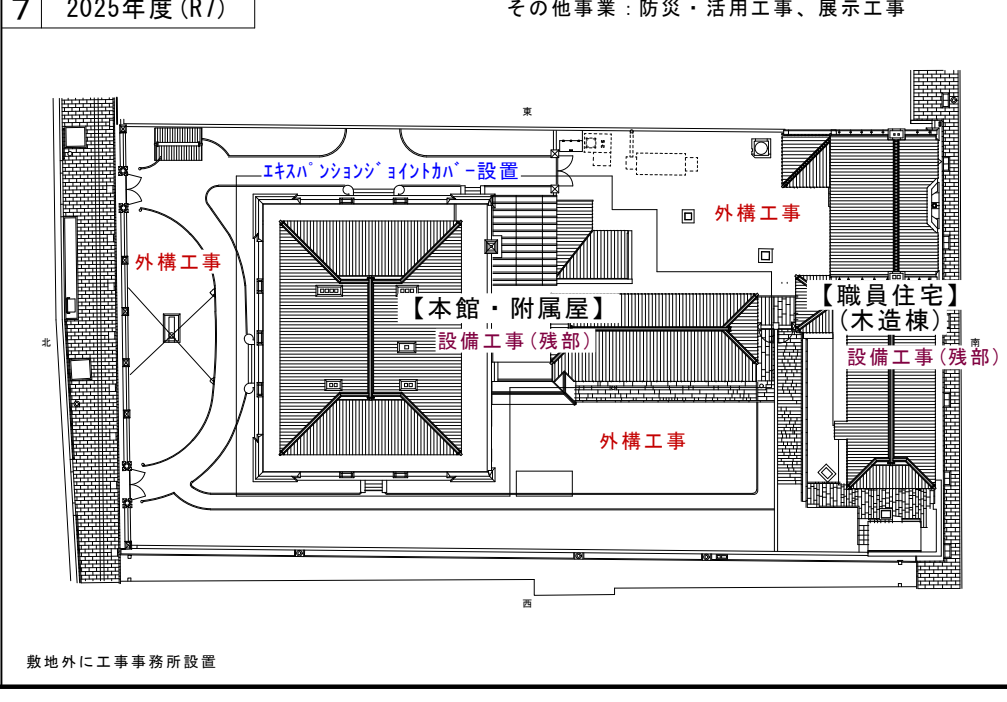 7 2025年度(R7) その他事業：防災・活用工事、展示工事
東
ｴｷｽﾊﾟﾝｼｮﾝｼﾞｮｲﾝﾄｶﾊﾞｰ設置
外構工事
外構工事
【本館・附属屋】
設備工事(残部)
【職員住宅】
(木造棟)
設備工事(残部)
北
南
外構工事
西
敷地外に工事事務所設置